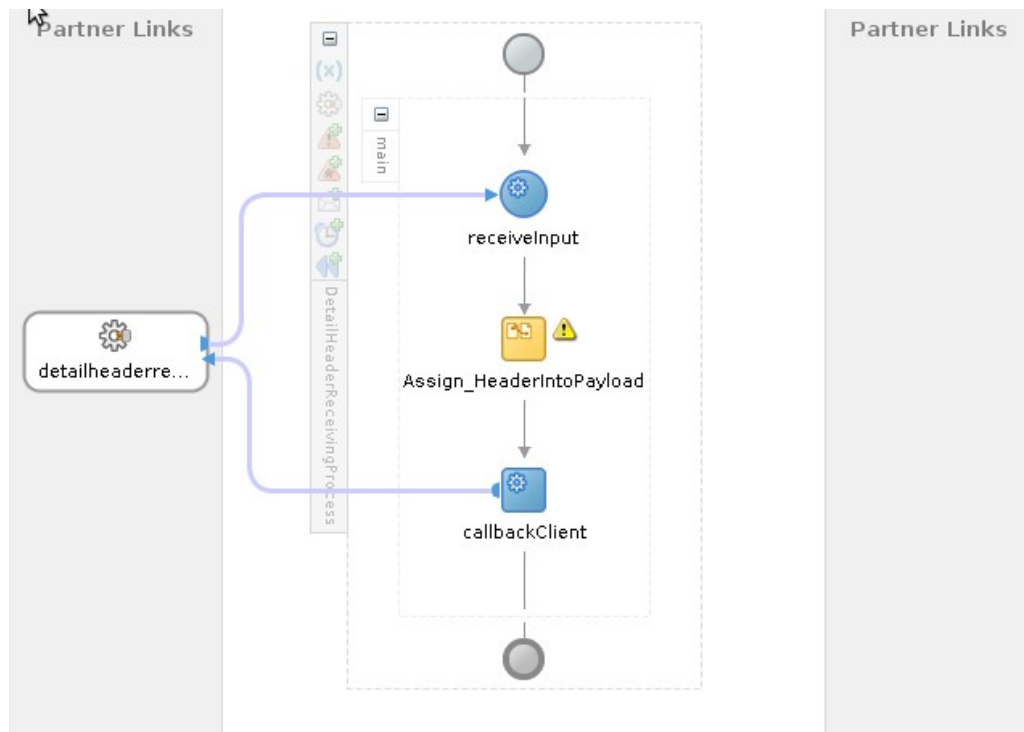 Partner Links
Partner Links
(x)
main
receiveInput
detailheaderre...
Assign_HeaderIntoPayload
DetailHeaderReceivingProcess
callbackClient